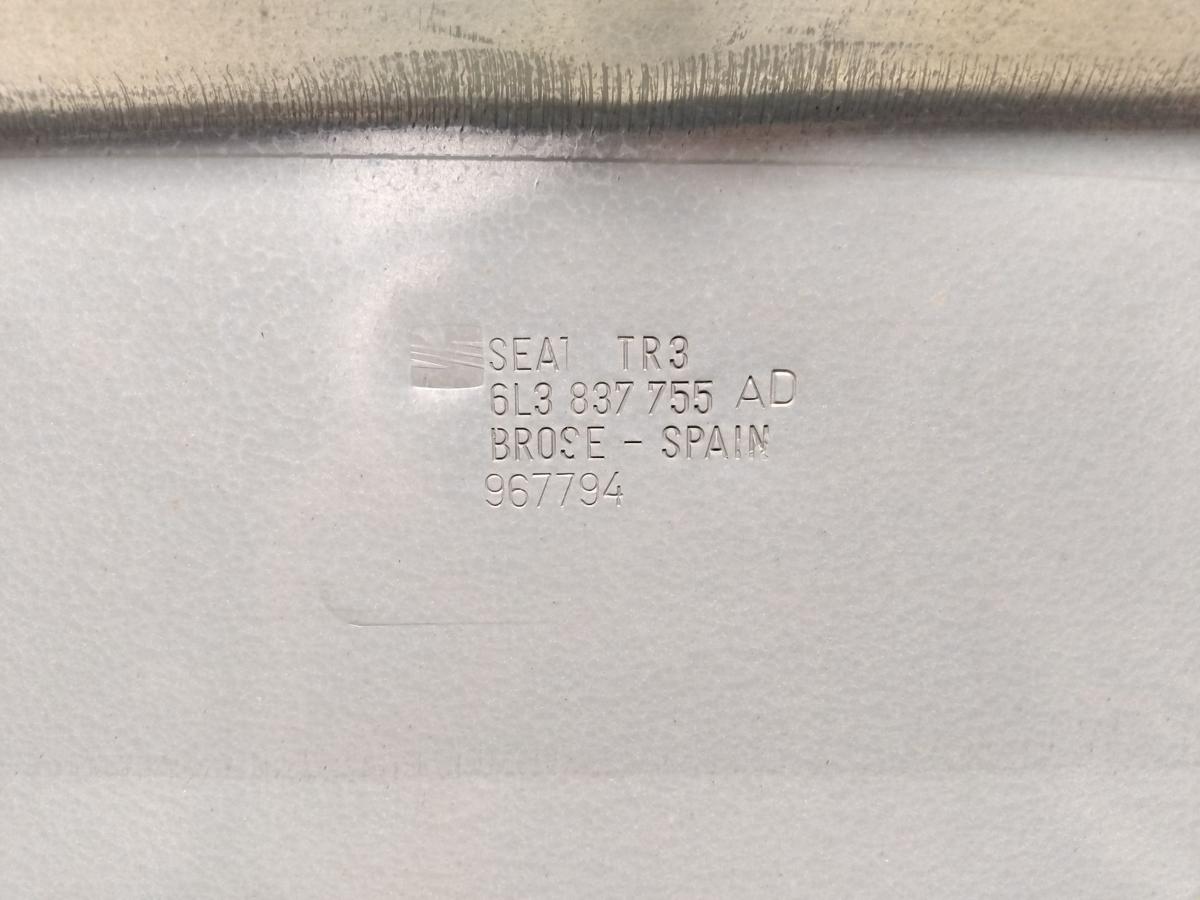 SEAT TR3
6L3 837 755 AD
BROSE - SPAIN
967794